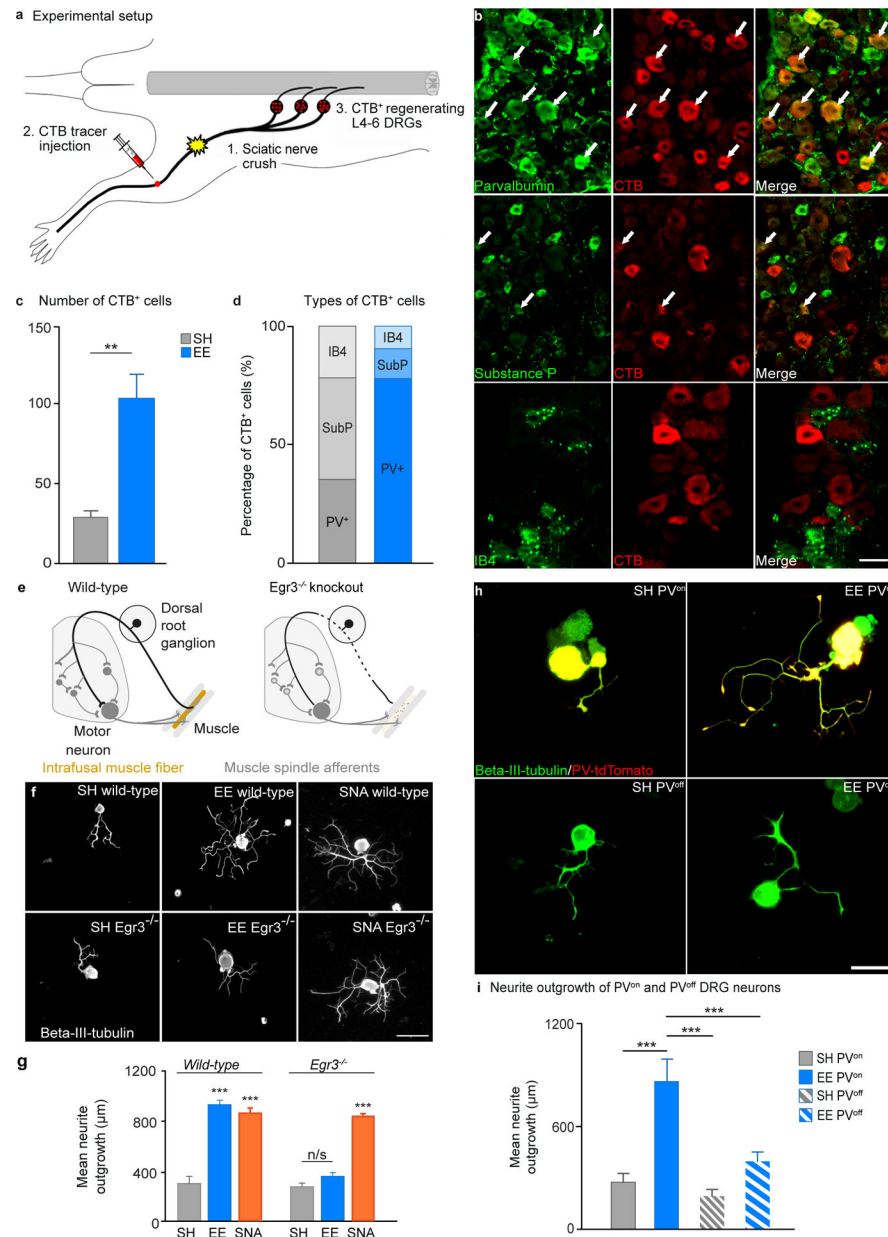 a Experimental setup
2. CTB tracer
injection
1. Sciatic nerve
crush
3. CTB⁺ regenerating
L4-6 DRGs
b
Parvalbumin
CTB
Merge
Substance P
CTB
Merge
IB4
CTB
Merge
c Number of CTB⁺ cells
150
100
50
0
**
SH
EE
d Types of CTB⁺ cells
Percentage of CTB⁺ cells (%)
100
50
0
IB4
SubP
PV⁺
IB4
SubP
PV+
e Wild-type
Egr3⁻/⁻ knockout
Dorsal
root
ganglion
Motor
neuron
Muscle
Intrafusal muscle fiber
Muscle spindle afferents
f
SH wild-type
EE wild-type
SNA wild-type
SH Egr3⁻/⁻
EE Egr3⁻/⁻
SNA Egr3⁻/⁻
Beta-III-tubulin
g
Mean neurite
outgrowth (µm)
1200
800
400
0
Wild-type
Egr3⁻/⁻
***
***
n/s
***
SH
EE
SNA
SH
EE
SNA
h
SH PVᵒⁿ
Beta-III-tubulin/PV-tdTomato
SH PVᵒᶠᶠ
i Neurite outgrowth of PVᵒⁿ and PVᵒᶠᶠ DRG neurons
Mean neurite
outgrowth (µm)
1200
600
0
***
***
***
SH PVᵒⁿ
EE PVᵒⁿ
SH PVᵒᶠᶠ
EE PVᵒᶠᶠ